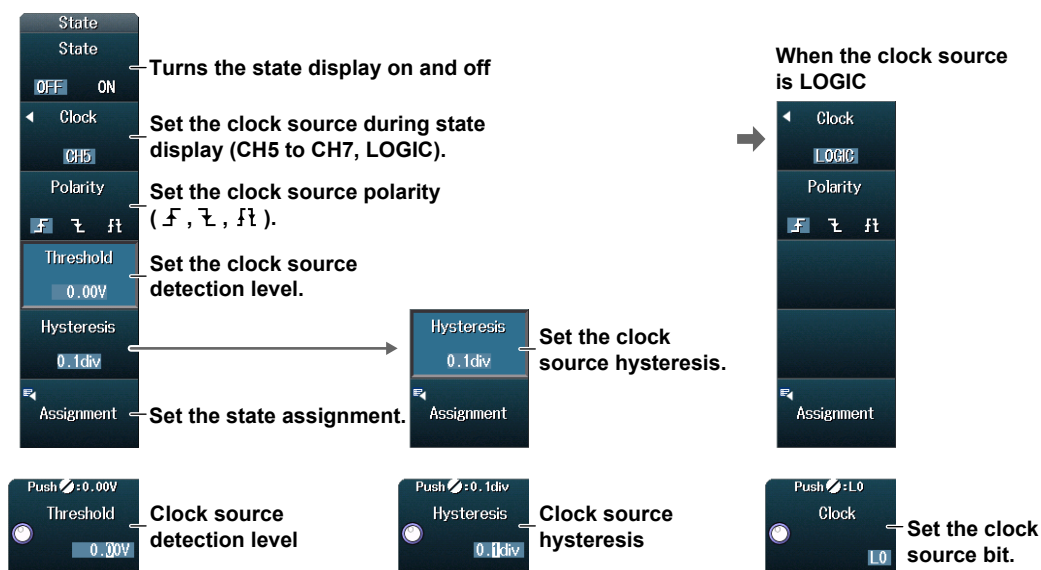 State
State
OFF ON
Turns the state display on and off
Clock
CH5
Set the clock source during state
display (CH5 to CH7, LOGIC).
Polarity
Set the clock source polarity
( , , ).
Threshold
0.00V
Set the clock source
detection level.
Hysteresis
0.1div
Assignment
Set the state assignment.
Hysteresis
0.1div
Set the clock
source hysteresis.
Assignment
When the clock source
is LOGIC
Clock
LOGIC
Polarity
Assignment
Push :0.00V
Threshold
0.00V
Clock source
detection level
Push :0.1div
Hysteresis
0.1div
Clock source
hysteresis
Push :L0
Clock
L0
Set the clock
source bit.